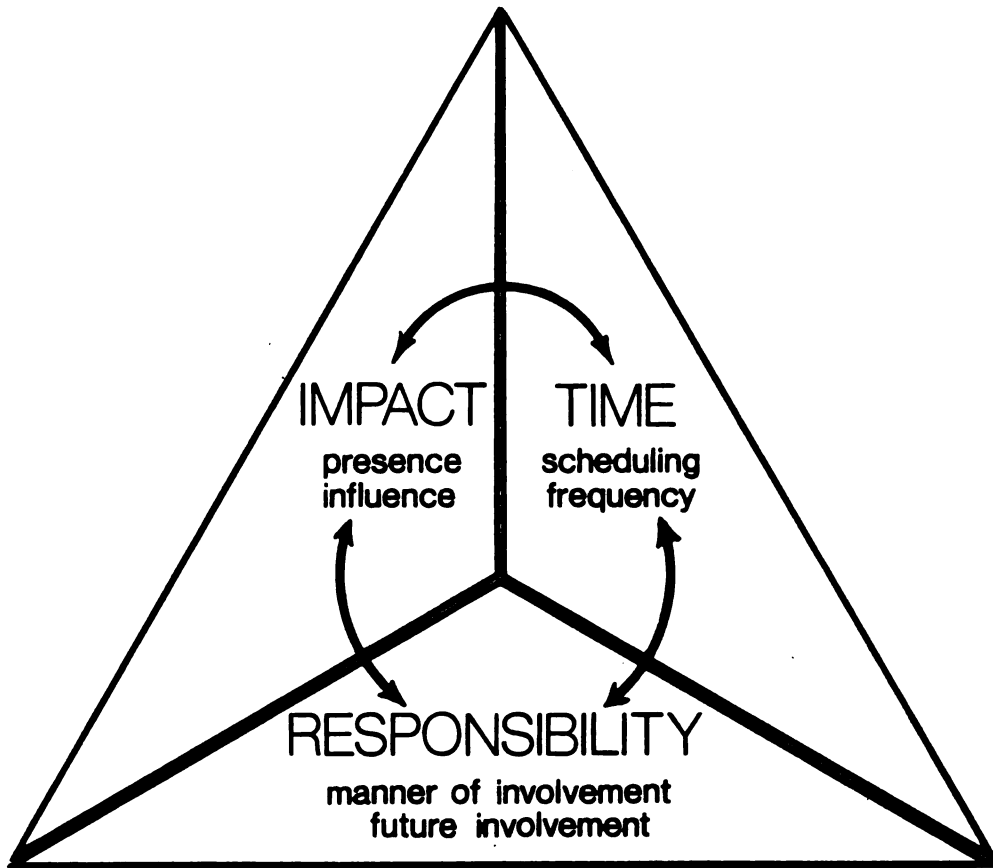 IMPACT
presence
influence
TIME
scheduling
frequency
RESPONSIBILITY
manner of involvement
future involvement